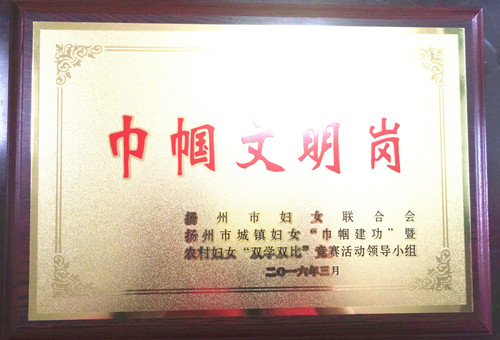 巾帼文明岗
扬州市妇女联合会
扬州市城镇妇女“巾帼建功”暨
农村妇女“双学双比”竞赛活动领导小组
二〇一六年三月